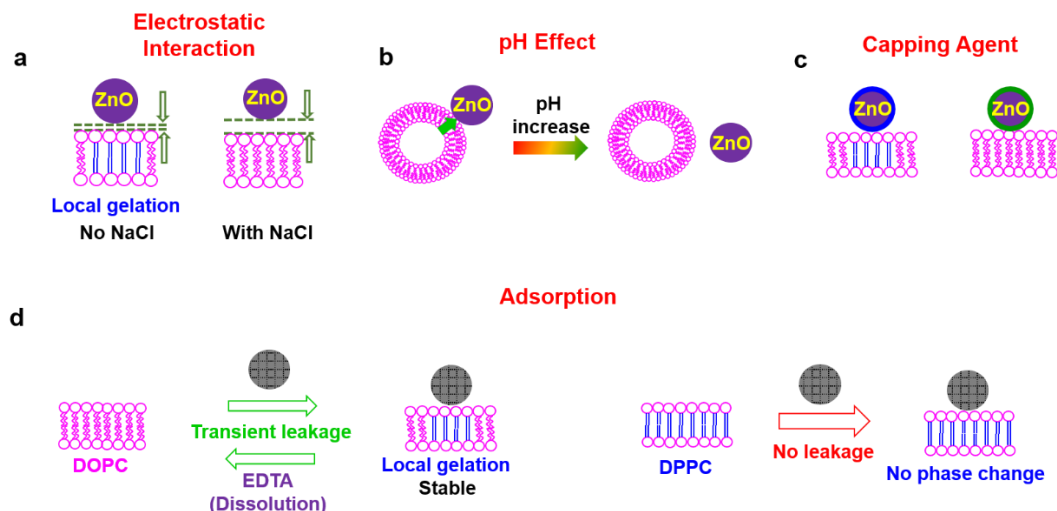 Electrostatic
Interaction
a
ZnO
ZnO
Local gelation
No NaCl
With NaCl
pH Effect
b
ZnO
pH
increase
ZnO
Capping Agent
c
ZnO
ZnO
Adsorption
d
DOPC
Transient leakage
EDTA
(Dissolution)
Local gelation
Stable
DPPC
No leakage
No phase change